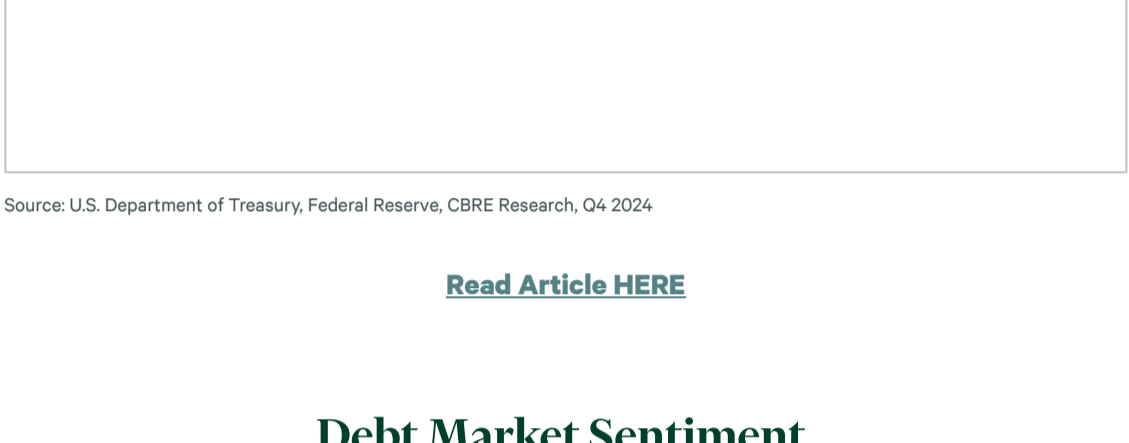 Source: U.S. Department of Treasury, Federal Reserve, CBRE Research, Q4 2024
Read Article HERE
Debt Market Sentiment